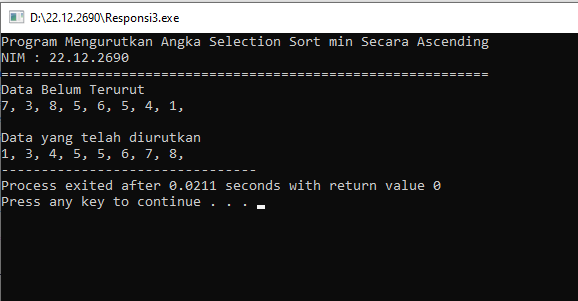 D:\22.12.2690\Responsi3.exe
Program Mengurutkan Angka Selection Sort min Secara Ascending
NIM : 22.12.2690
=============================================================
Data Belum Terurut
7, 3, 8, 5, 6, 5, 4, 1,
Data yang telah diurutkan
1, 3, 4, 5, 5, 6, 7, 8,
--------------------------------
Process exited after 0.0211 seconds with return value 0
Press any key to continue . . .